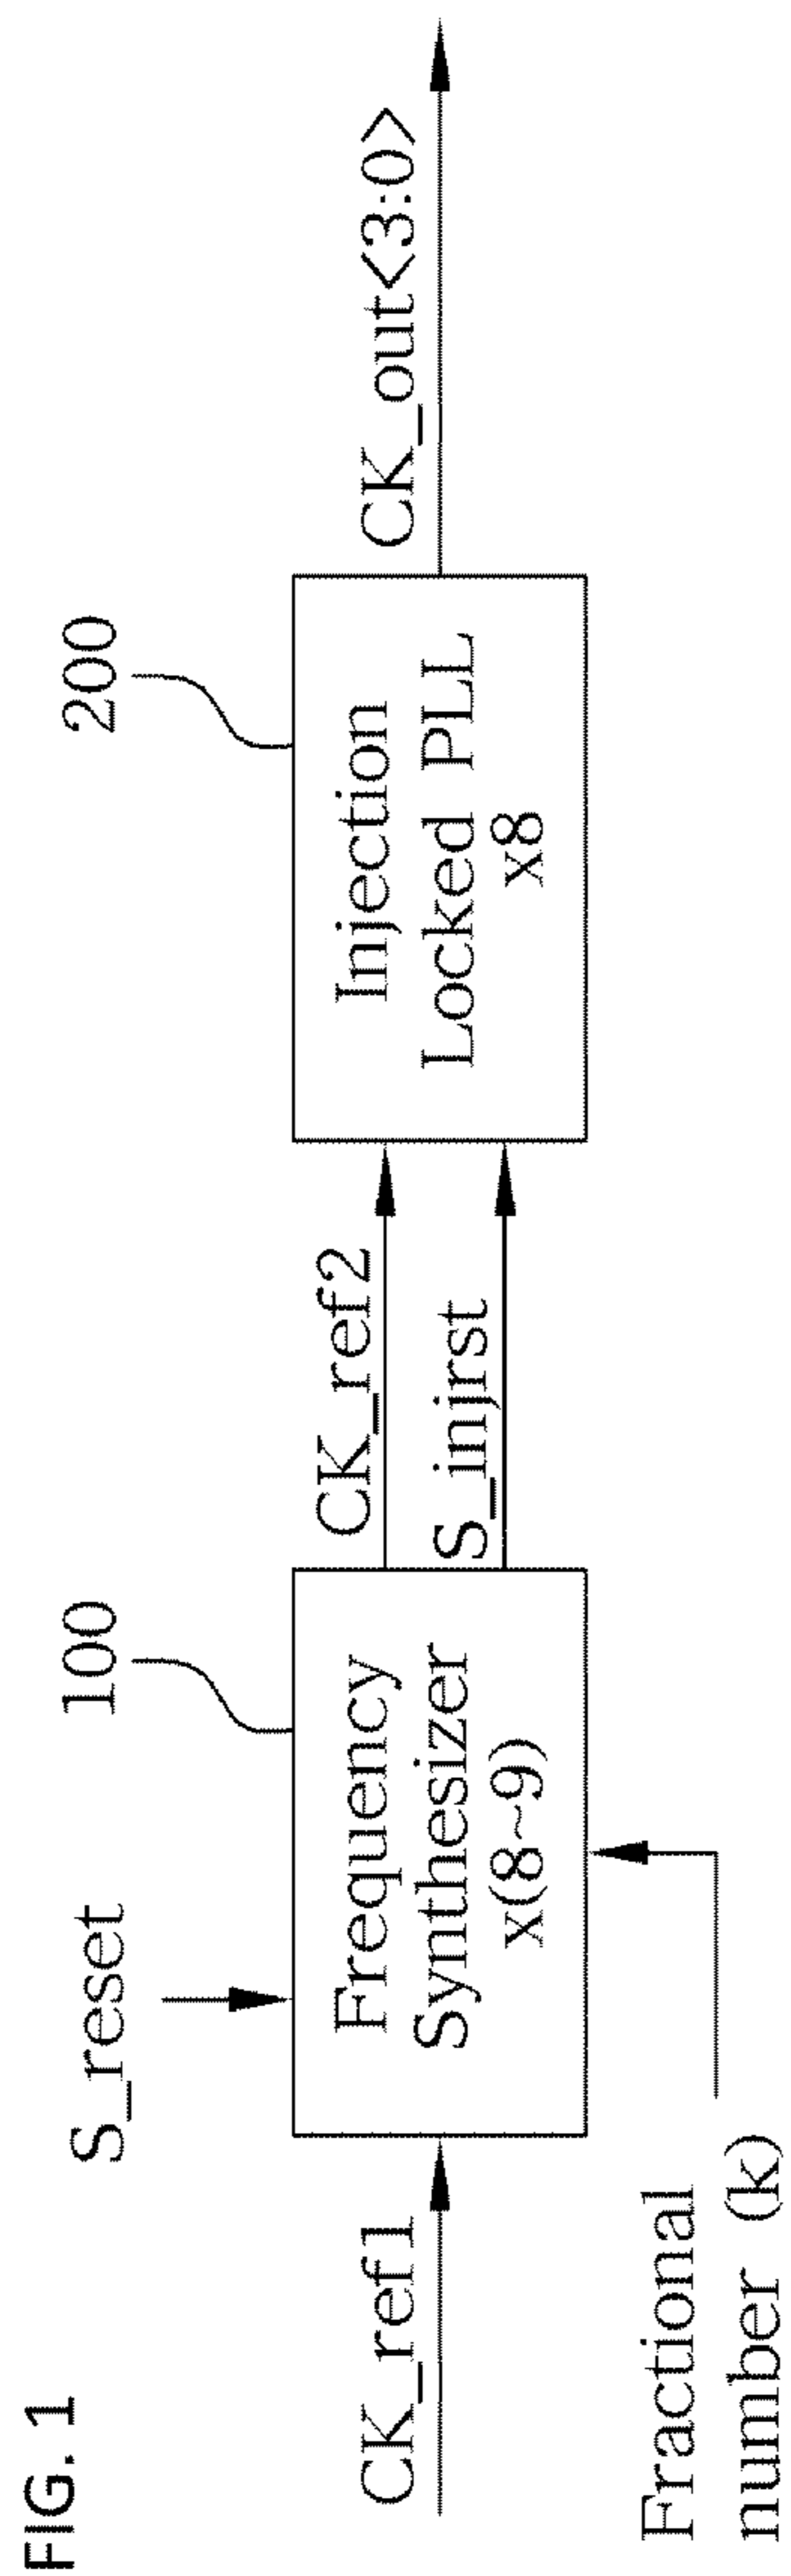 FIG. 1
S_reset
100
200
CK_ref1
Frequency
Synthesizer
x(8~9)
CK_ref2
S_injrst
Injection
Locked PLL
x8
CK_out<3:0>
Fractional
number (k)